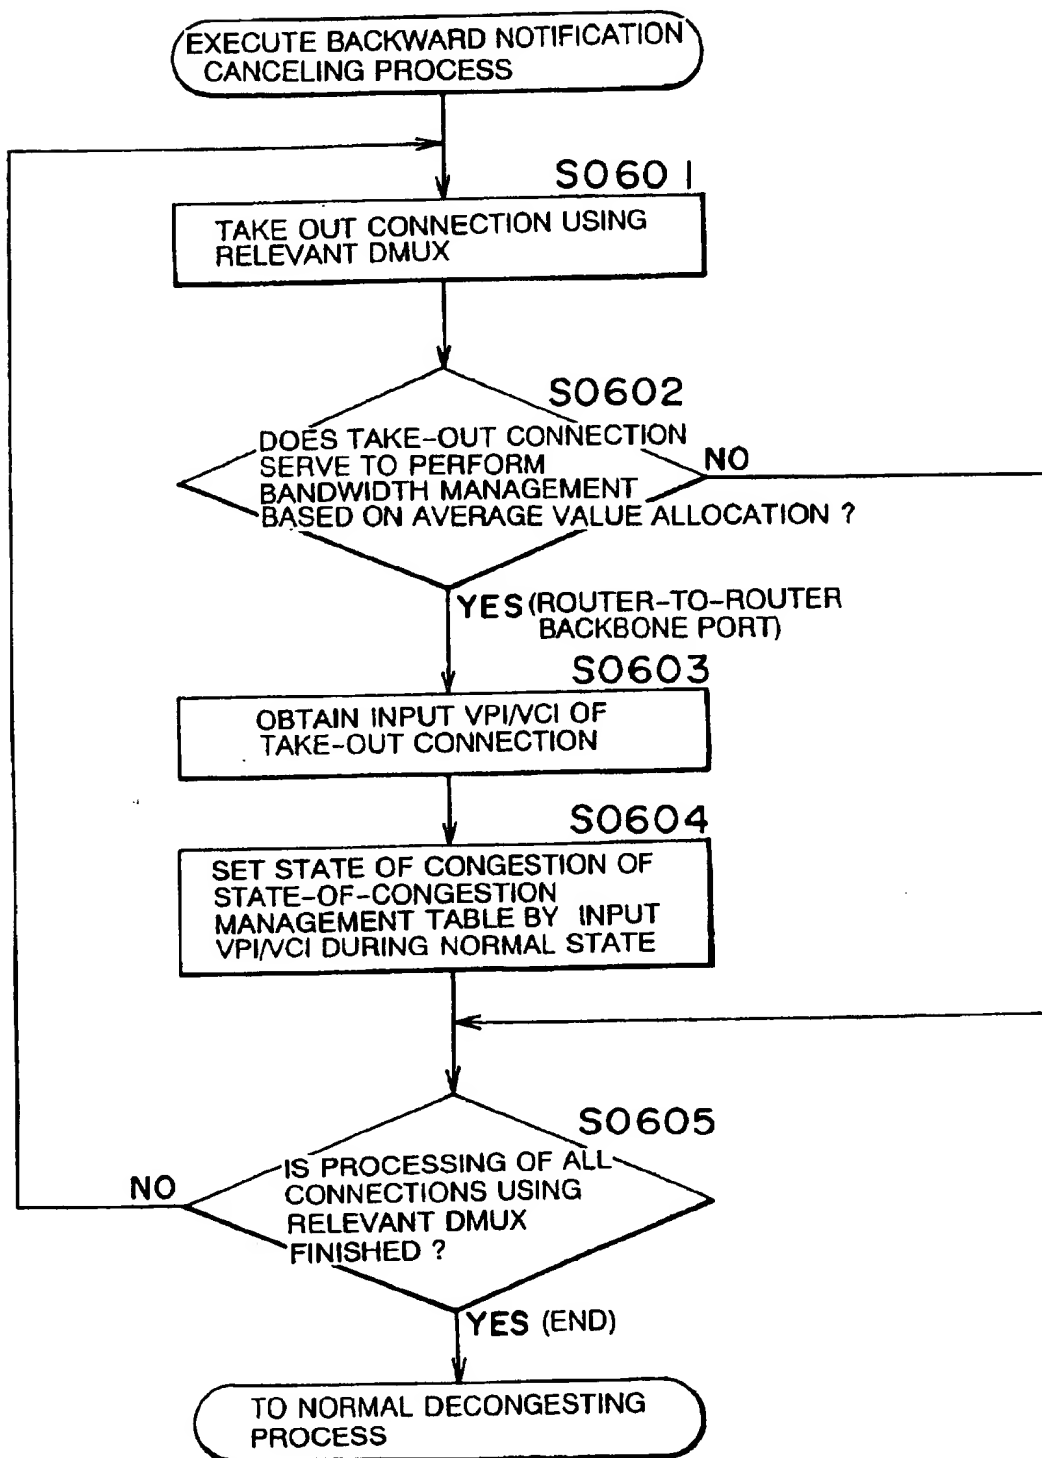 EXECUTE BACKWARD NOTIFICATION
CANCELING PROCESS
S0601
TAKE OUT CONNECTION USING
RELEVANT DMUX
S0602
DOES TAKE-OUT CONNECTION
SERVE TO PERFORM
BANDWIDTH MANAGEMENT
BASED ON AVERAGE VALUE ALLOCATION ?
NO
YES (ROUTER-TO-ROUTER
BACKBONE PORT)
S0603
OBTAIN INPUT VPI/VCI OF
TAKE-OUT CONNECTION
S0604
SET STATE OF CONGESTION OF
STATE-OF-CONGESTION
MANAGEMENT TABLE BY INPUT
VPI/VCI DURING NORMAL STATE
S0605
IS PROCESSING OF ALL
CONNECTIONS USING
RELEVANT DMUX
FINISHED ?
NO
YES (END)
TO NORMAL DECONGESTING
PROCESS